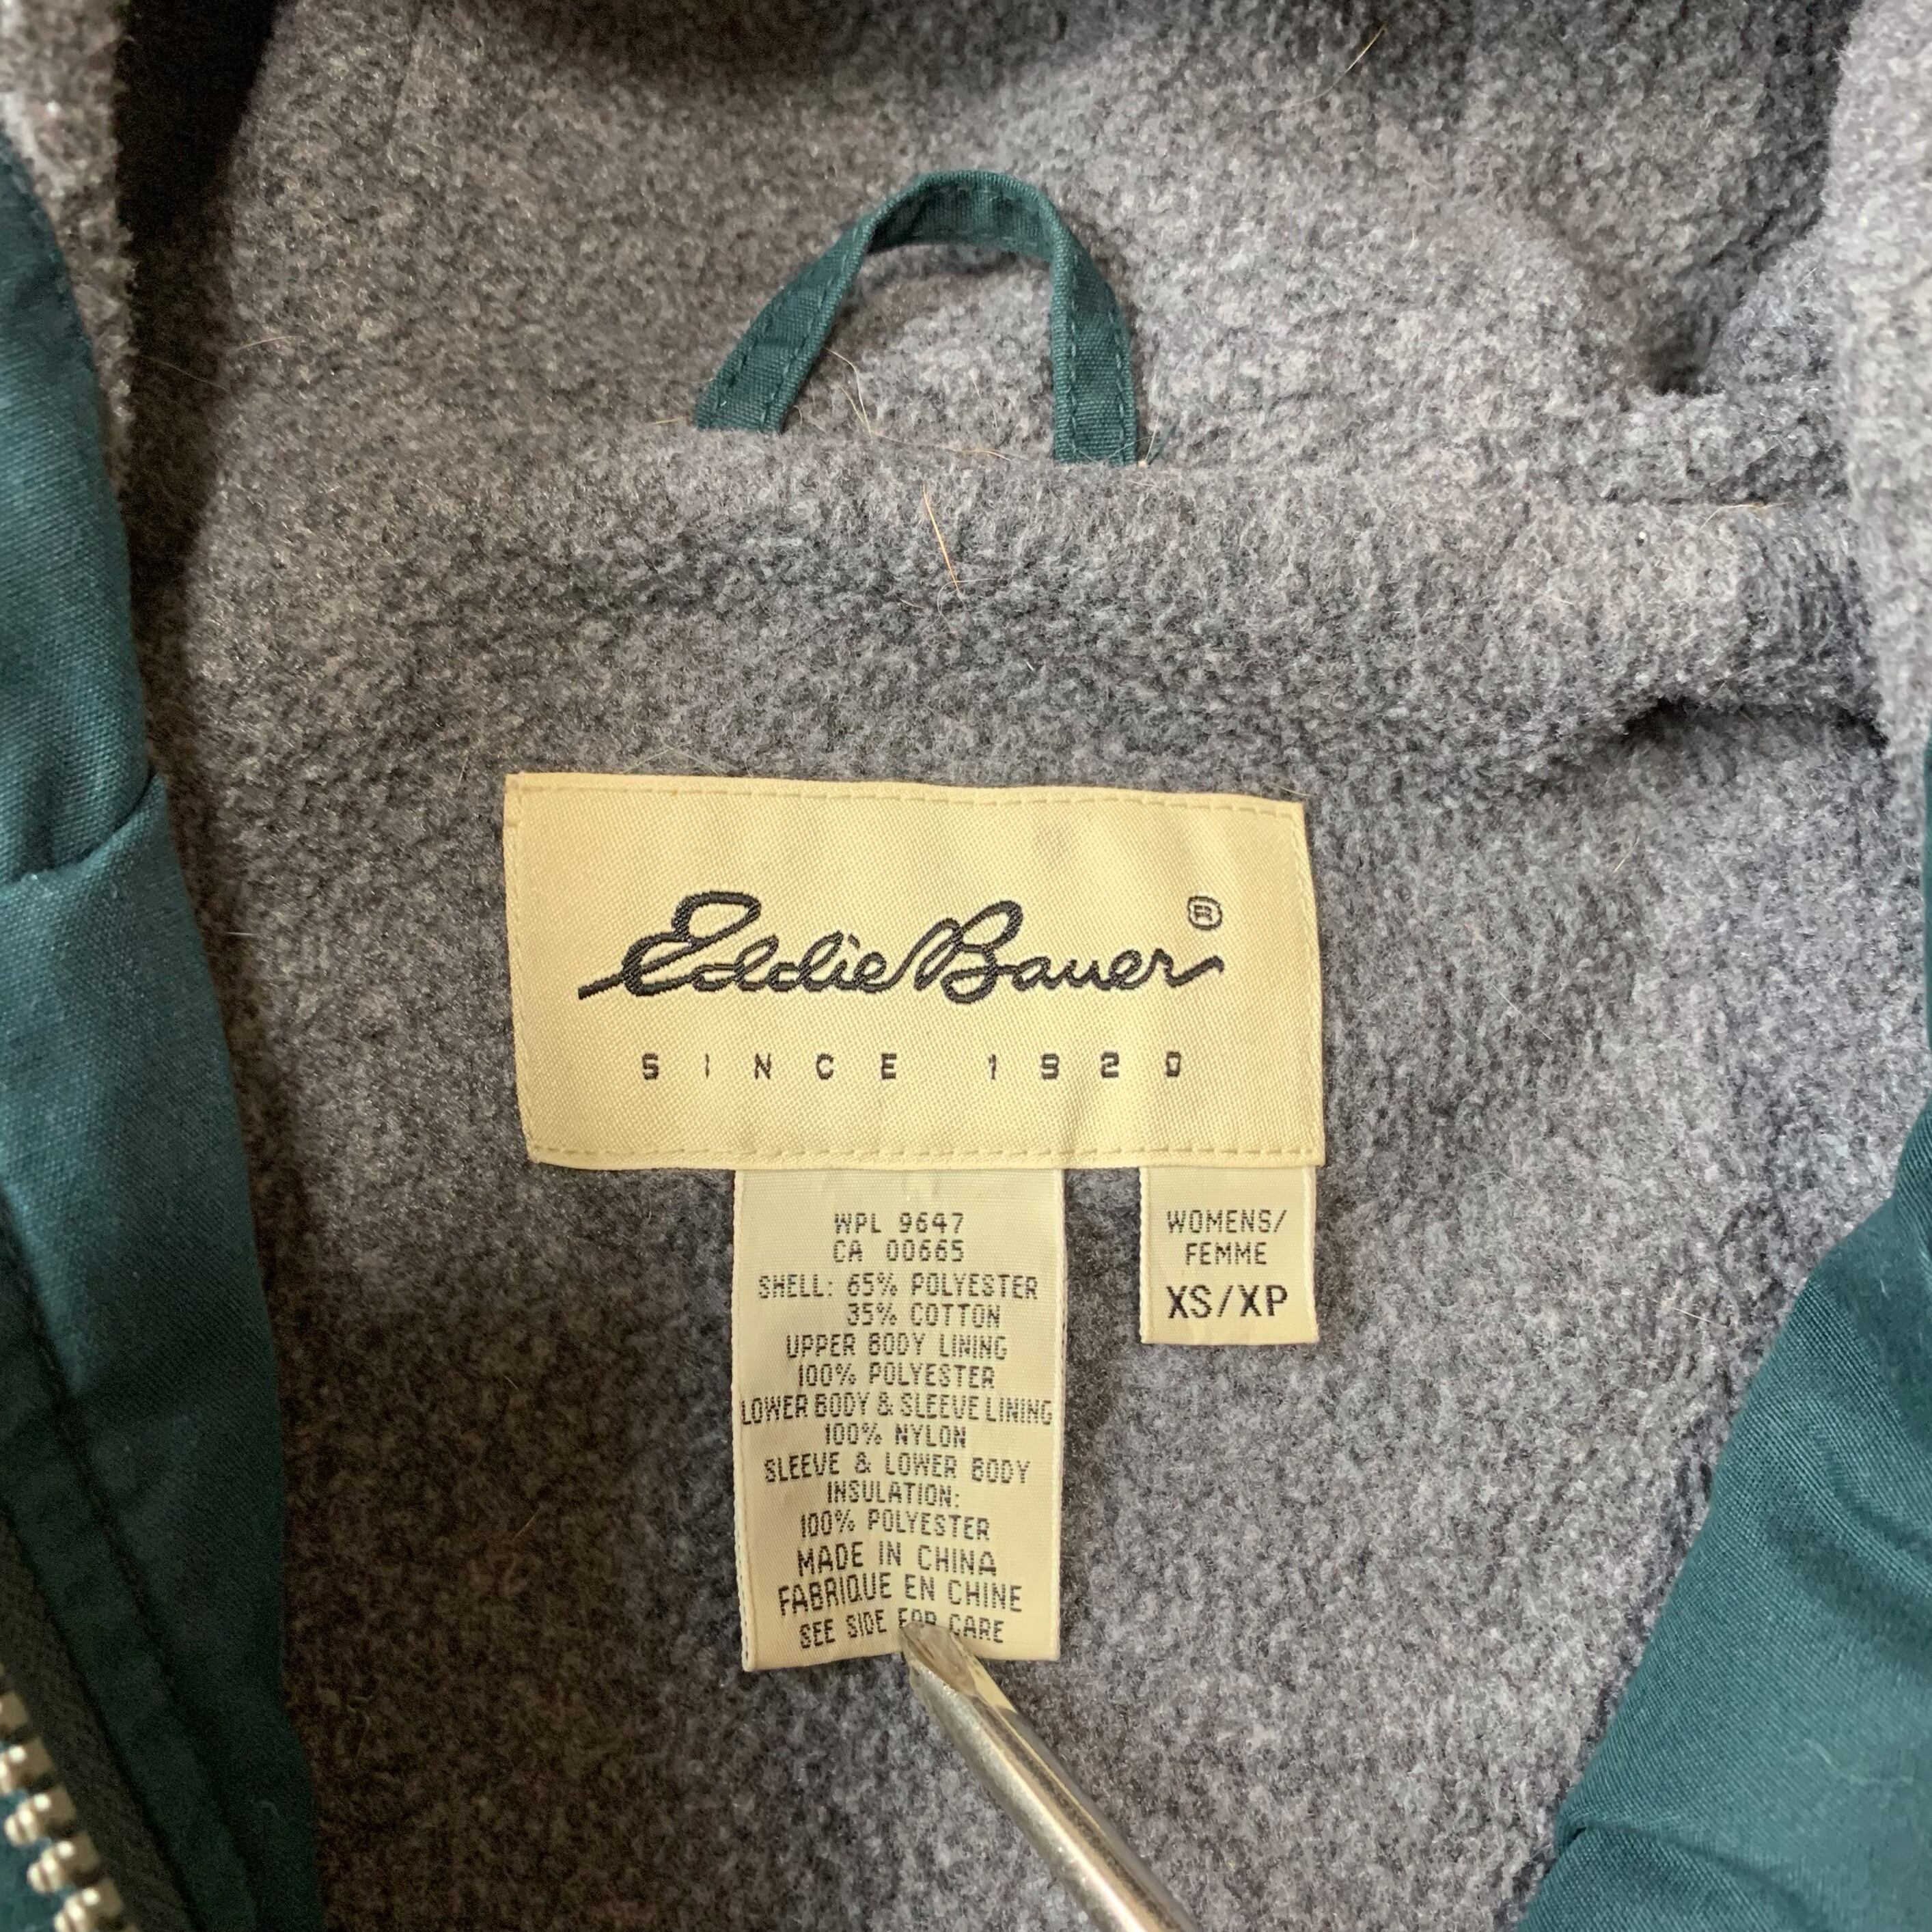 Eddie Bauer®
SINCE 1920
WPL 9647
CA 00665
SHELL: 65% POLYESTER
35% COTTON
UPPER BODY LINING
100% POLYESTER
LOWER BODY & SLEEVE LINING
100% NYLON
SLEEVE & LOWER BODY
INSULATION:
100% POLYESTER
MADE IN CHINA
FABRIQUE EN CHINE
SEE SIDE FOR CARE
WOMENS/
FEMME
XS/XP